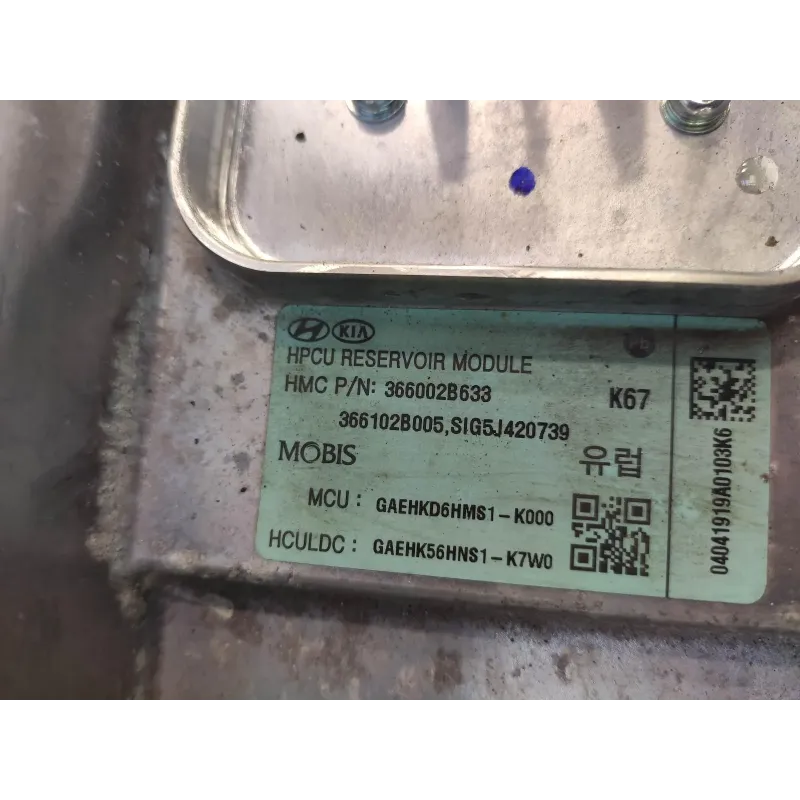 KIA
HPCU RESERVOIR MODULE
HMC P/N: 366002B633
K67
366102B005,SIG5J420739
MOBIS
유럽
MCU : GAEHKD6HMS1-K000
HCULDC : GAEHK56HNS1-K7W0
04041919A0103K6